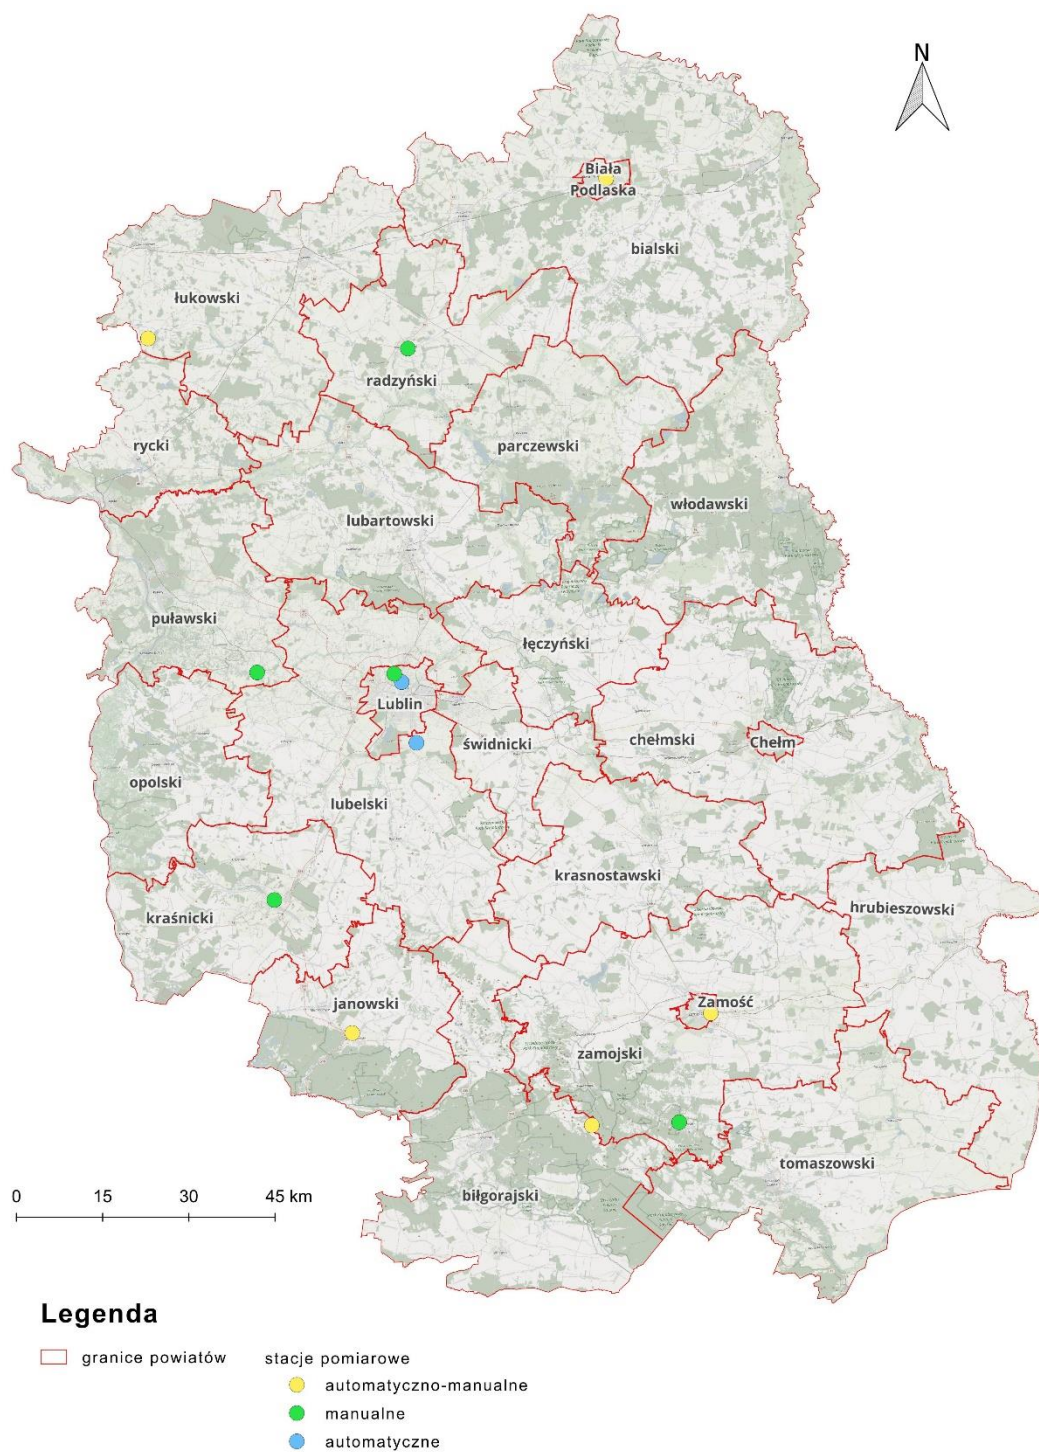 N
Biała
Podlaska
bialski
łukowski
radzyński
rycki
parczewski
lubartowski
włodawski
puławski
łęczyński
Lublin
świdnicki
chełmski
Chełm
opolski
lubelski
krasnostawski
kraśnicki
hrubieszowski
janowski
Zamość
zamojski
tomaszowski
biłgorajski
0 15 30 45 km
Legenda
granice powiatów
stacje pomiarowe
automatyczno-manualne
manualne
automatyczne